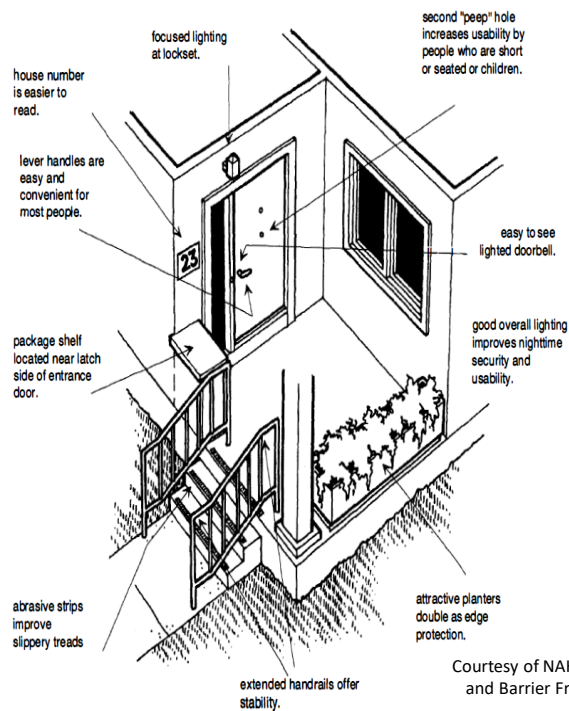 focused lighting
at lockset.
second "peep" hole
increases usability by
people who are short
or seated or children.
house number
is easier to
read.
lever handles are
easy and
convenient for
most people.
23
easy to see
lighted doorbell.
package shelf
located near latch
side of entrance
door.
good overall lighting
improves nighttime
security and
usability.
abrasive strips
improve
slippery treads
attractive planters
double as edge
protection.
extended handrails offer
stability.
Courtesy of
and Barrier